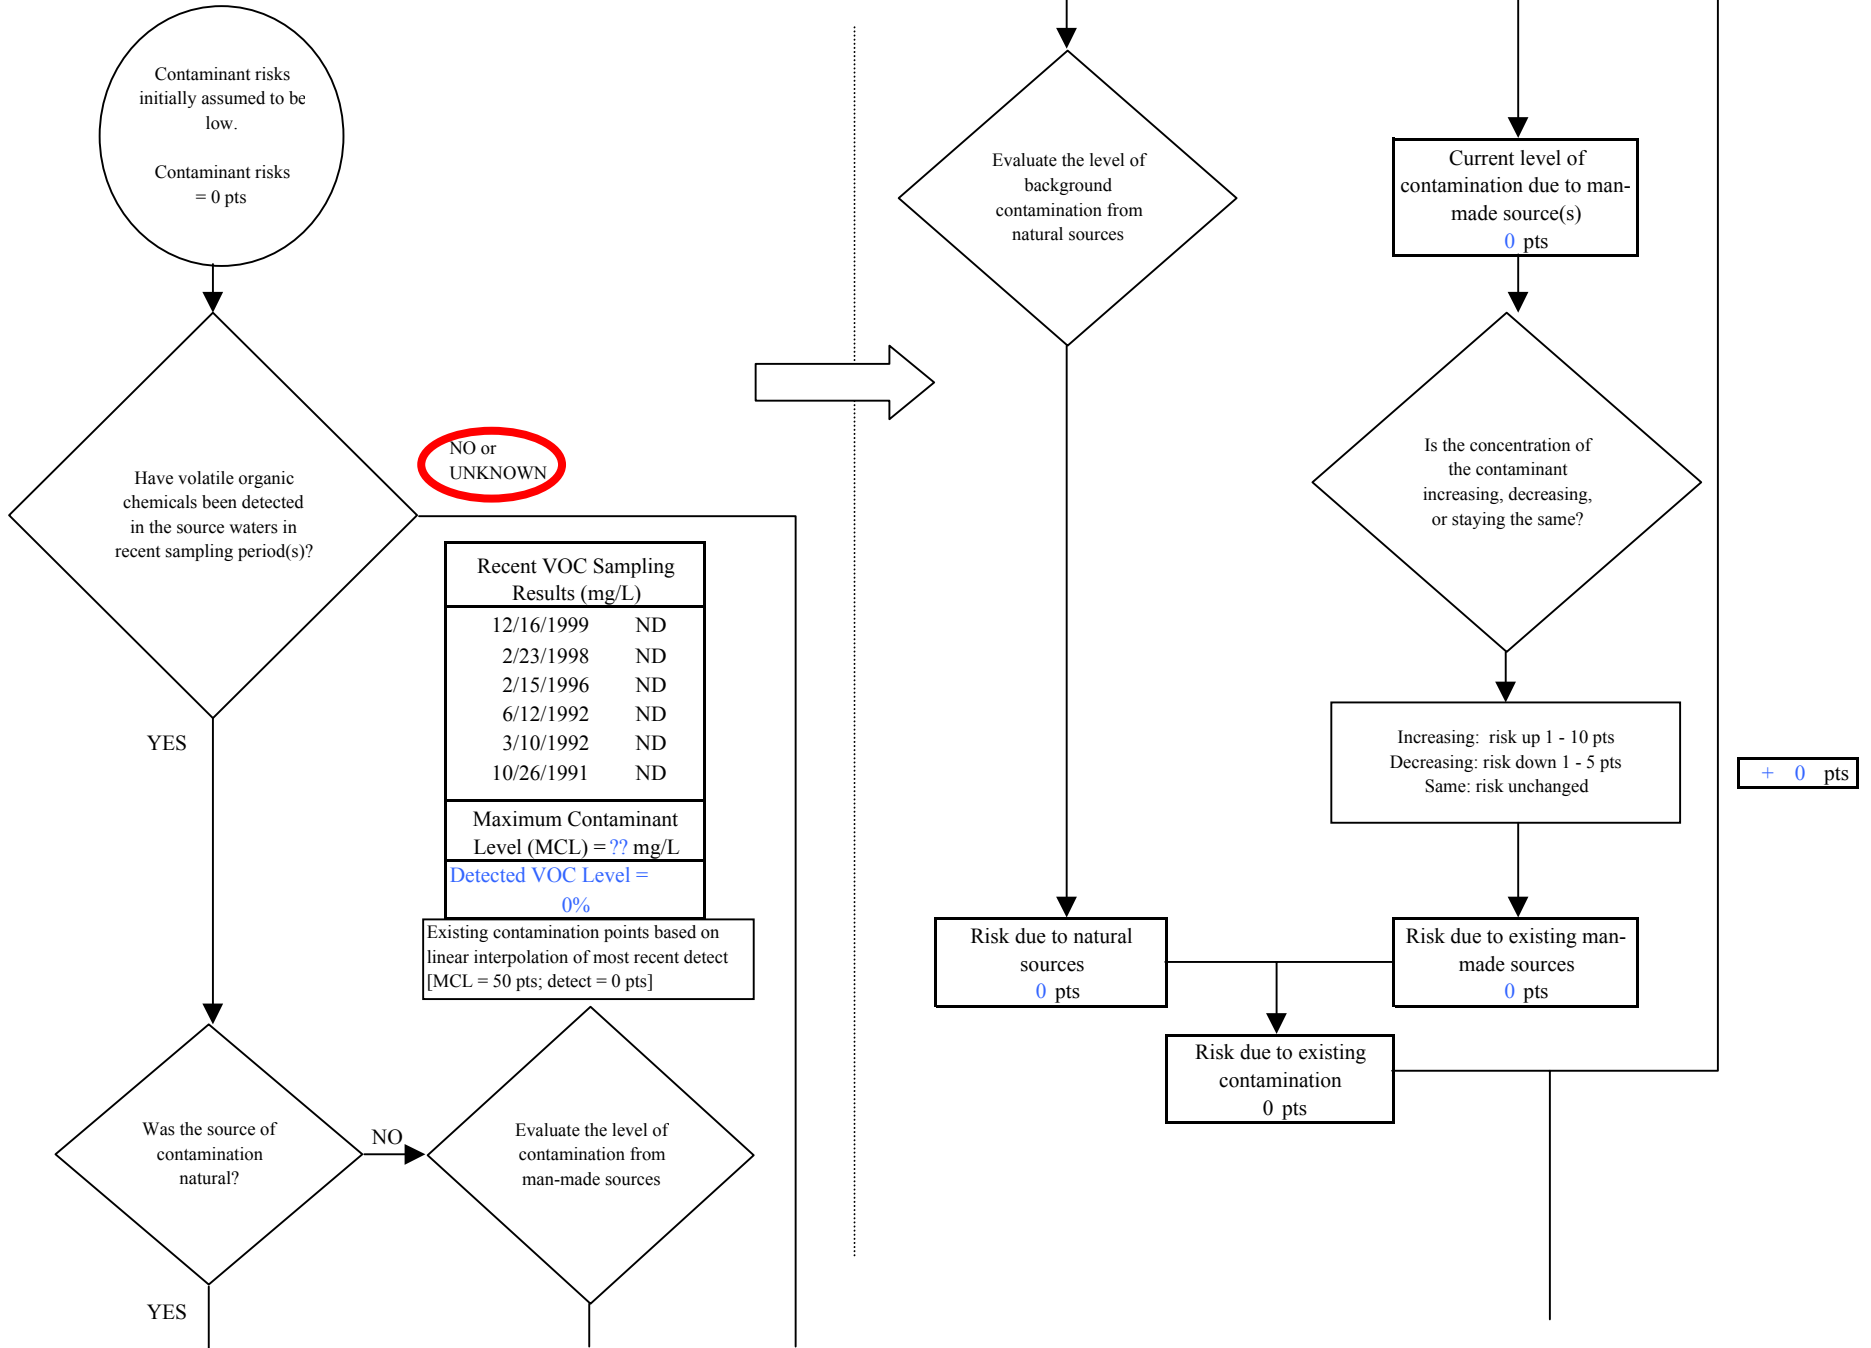 Contaminant risks
initially assumed to be
low.
Contaminant risks
= 0 pts
Have volatile organic
chemicals been detected
in the source waters in
recent sampling period(s)?
NO or
UNKNOWN
YES
Recent VOC Sampling
Results (mg/L)
12/16/1999 ND
2/23/1998 ND
2/15/1996 ND
6/12/1992 ND
3/10/1992 ND
10/26/1991 ND
Maximum Contaminant
Level (MCL) = ?? mg/L
Detected VOC Level =
0%
Existing contamination points based on
linear interpolation of most recent detect
[MCL = 50 pts; detect = 0 pts]
Was the source of
contamination
natural?
NO
YES
Evaluate the level of
contamination from
man-made sources
Evaluate the level of
background
contamination from
natural sources
Current level of
contamination due to man-
made source(s)
0 pts
Is the concentration of
the contaminant
increasing, decreasing,
or staying the same?
Increasing: risk up 1 - 10 pts
Decreasing: risk down 1 - 5 pts
Same: risk unchanged
+ 0 pts
Risk due to natural
sources
0 pts
Risk due to existing man-
made sources
0 pts
Risk due to existing
contamination
0 pts